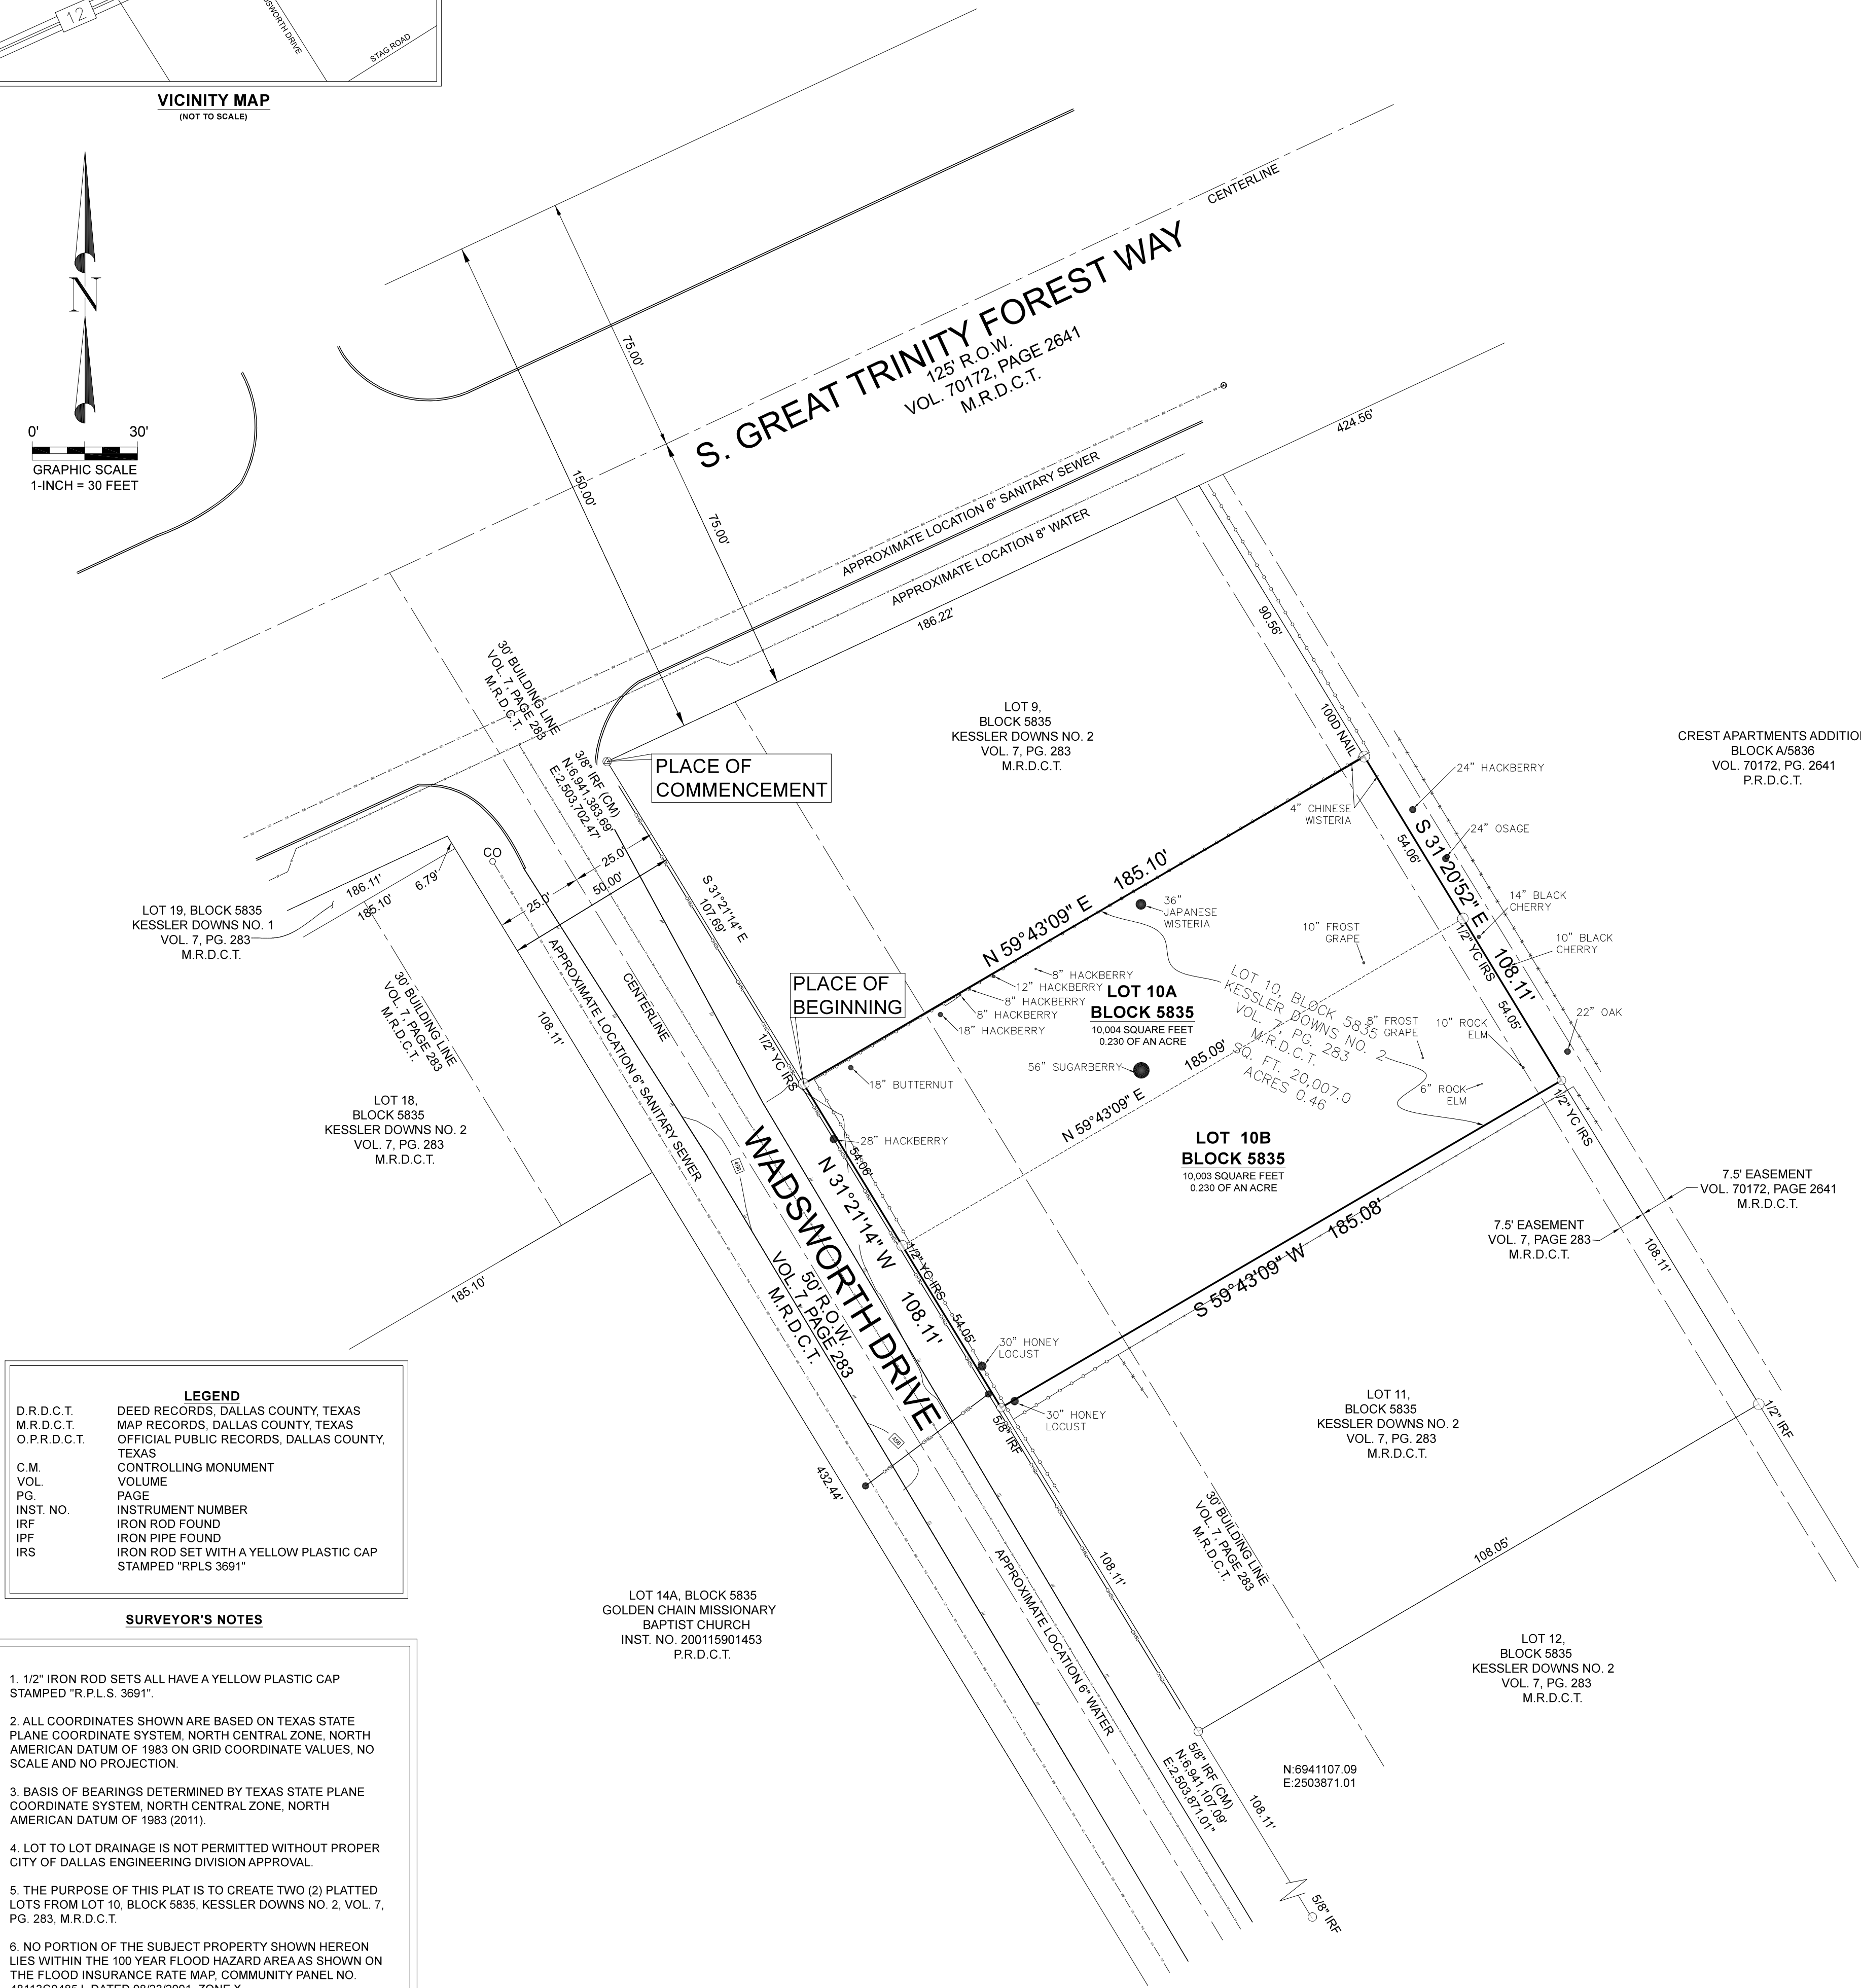 12
DSWORTH DRIVE
STAG ROAD
VICINITY MAP
(NOT TO SCALE)
N
0' 30'
GRAPHIC SCALE
1-INCH = 30 FEET
CENTERLINE
S. GREAT TRINITY FOREST WAY
125' R.O.W.
VOL. 70172, PAGE 2641
M.R.D.C.T.
75.00'
150.00'
75.00'
424.56'
APPROXIMATE LOCATION 6" SANITARY SEWER
APPROXIMATE LOCATION 8" WATER
186.22'
90.56'
100D NAIL
30' BUILDING LINE
VOL. 7, PAGE 283
M.R.D.C.T.
3/8" IRF (CM)
N:6,941,383.69'
E:2,503,702.47'
PLACE OF
COMMENCEMENT
LOT 9,
BLOCK 5835
KESSLER DOWNS NO. 2
VOL. 7, PG. 283
M.R.D.C.T.
CREST APARTMENTS ADDITIO
BLOCK A/5836
VOL. 70172, PG. 2641
P.R.D.C.T.
24" HACKBERRY
4" CHINESE
WISTERIA
24" OSAGE
S 31°20'52" E
108.11'
54.06'
14" BLACK
CHERRY
10" BLACK
CHERRY
1/2" YC IRS
54.05'
22" OAK
CO
25.0'
50.00'
25.0'
186.11'
6.79'
185.10'
LOT 19, BLOCK 5835
KESSLER DOWNS NO. 1
VOL. 7, PG. 283
M.R.D.C.T.
S 31°21'14" E
107.69'
N 59°43'09" E 185.10'
36"
JAPANESE
WISTERIA
10" FROST
GRAPE
PLACE OF
BEGINNING
8" HACKBERRY
12" HACKBERRY
8" HACKBERRY
8" HACKBERRY
18" HACKBERRY
LOT 10A
BLOCK 5835
10,004 SQUARE FEET
0.230 OF AN ACRE
LOT 10, BLOCK 5835
KESSLER DOWNS NO. 2
VOL. 7, PG. 283
M.R.D.C.T.
SQ. FT. 20,007.0
ACRES 0.46
8" FROST
GRAPE
10" ROCK
ELM
6" ROCK
ELM
1/2" YC IRS
56" SUGARBERRY
18" BUTTERNUT
N 59°43'09" E
185.09'
1/2" YC IRS
30' BUILDING LINE
VOL. 7, PAGE 283
M.R.D.C.T.
108.11'
APPROXIMATE LOCATION 6" SANITARY SEWER
CENTERLINE
LOT 18,
BLOCK 5835
KESSLER DOWNS NO. 2
VOL. 7, PG. 283
M.R.D.C.T.
185.10'
28" HACKBERRY
54.06'
N 31°21'14" W
108.11'
WADSWORTH DRIVE
50' R.O.W.
VOL. 7, PAGE 283
M.R.D.C.T.
496
1/2" YC IRS
54.05'
LOT 10B
BLOCK 5835
10,003 SQUARE FEET
0.230 OF AN ACRE
S 59°43'09" W 185.08'
7.5' EASEMENT
VOL. 70172, PAGE 2641
M.R.D.C.T.
7.5' EASEMENT
VOL. 7, PAGE 283
M.R.D.C.T.
108.11'
30" HONEY
LOCUST
30" HONEY
LOCUST
5/8" IRF
496
432.44'
LOT 11,
BLOCK 5835
KESSLER DOWNS NO. 2
VOL. 7, PG. 283
M.R.D.C.T.
1/2" IRF
30' BUILDING LINE
VOL. 7, PAGE 283
M.R.D.C.T.
108.05'
108.11'
APPROXIMATE LOCATION 6" WATER
LOT 14A, BLOCK 5835
GOLDEN CHAIN MISSIONARY
BAPTIST CHURCH
INST. NO. 200115901453
P.R.D.C.T.
LOT 12,
BLOCK 5835
KESSLER DOWNS NO. 2
VOL. 7, PG. 283
M.R.D.C.T.
5/8" IRF (CM)
N:6,941,107.09'
E:2,503,871.01"
N:6941107.09
E:2503871.01
108.11'
5/8" IRF
LEGEND
D.R.D.C.T. DEED RECORDS, DALLAS COUNTY, TEXAS
M.R.D.C.T. MAP RECORDS, DALLAS COUNTY, TEXAS
O.P.R.D.C.T. OFFICIAL PUBLIC RECORDS, DALLAS COUNTY,
TEXAS
C.M. CONTROLLING MONUMENT
VOL. VOLUME
PG. PAGE
INST. NO. INSTRUMENT NUMBER
IRF IRON ROD FOUND
IPF IRON PIPE FOUND
IRS IRON ROD SET WITH A YELLOW PLASTIC CAP
STAMPED "RPLS 3691"
SURVEYOR'S NOTES
1. 1/2" IRON ROD SETS ALL HAVE A YELLOW PLASTIC CAP
STAMPED "R.P.L.S. 3691".
2. ALL COORDINATES SHOWN ARE BASED ON TEXAS STATE
PLANE COORDINATE SYSTEM, NORTH CENTRAL ZONE, NORTH
AMERICAN DATUM OF 1983 ON GRID COORDINATE VALUES, NO
SCALE AND NO PROJECTION.
3. BASIS OF BEARINGS DETERMINED BY TEXAS STATE PLANE
COORDINATE SYSTEM, NORTH CENTRAL ZONE, NORTH
AMERICAN DATUM OF 1983 (2011).
4. LOT TO LOT DRAINAGE IS NOT PERMITTED WITHOUT PROPER
CITY OF DALLAS ENGINEERING DIVISION APPROVAL.
5. THE PURPOSE OF THIS PLAT IS TO CREATE TWO (2) PLATTED
LOTS FROM LOT 10, BLOCK 5835, KESSLER DOWNS NO. 2, VOL. 7,
PG. 283, M.R.D.C.T.
6. NO PORTION OF THE SUBJECT PROPERTY SHOWN HEREON
LIES WITHIN THE 100 YEAR FLOOD HAZARD AREA AS SHOWN ON
THE FLOOD INSURANCE RATE MAP, COMMUNITY PANEL NO.